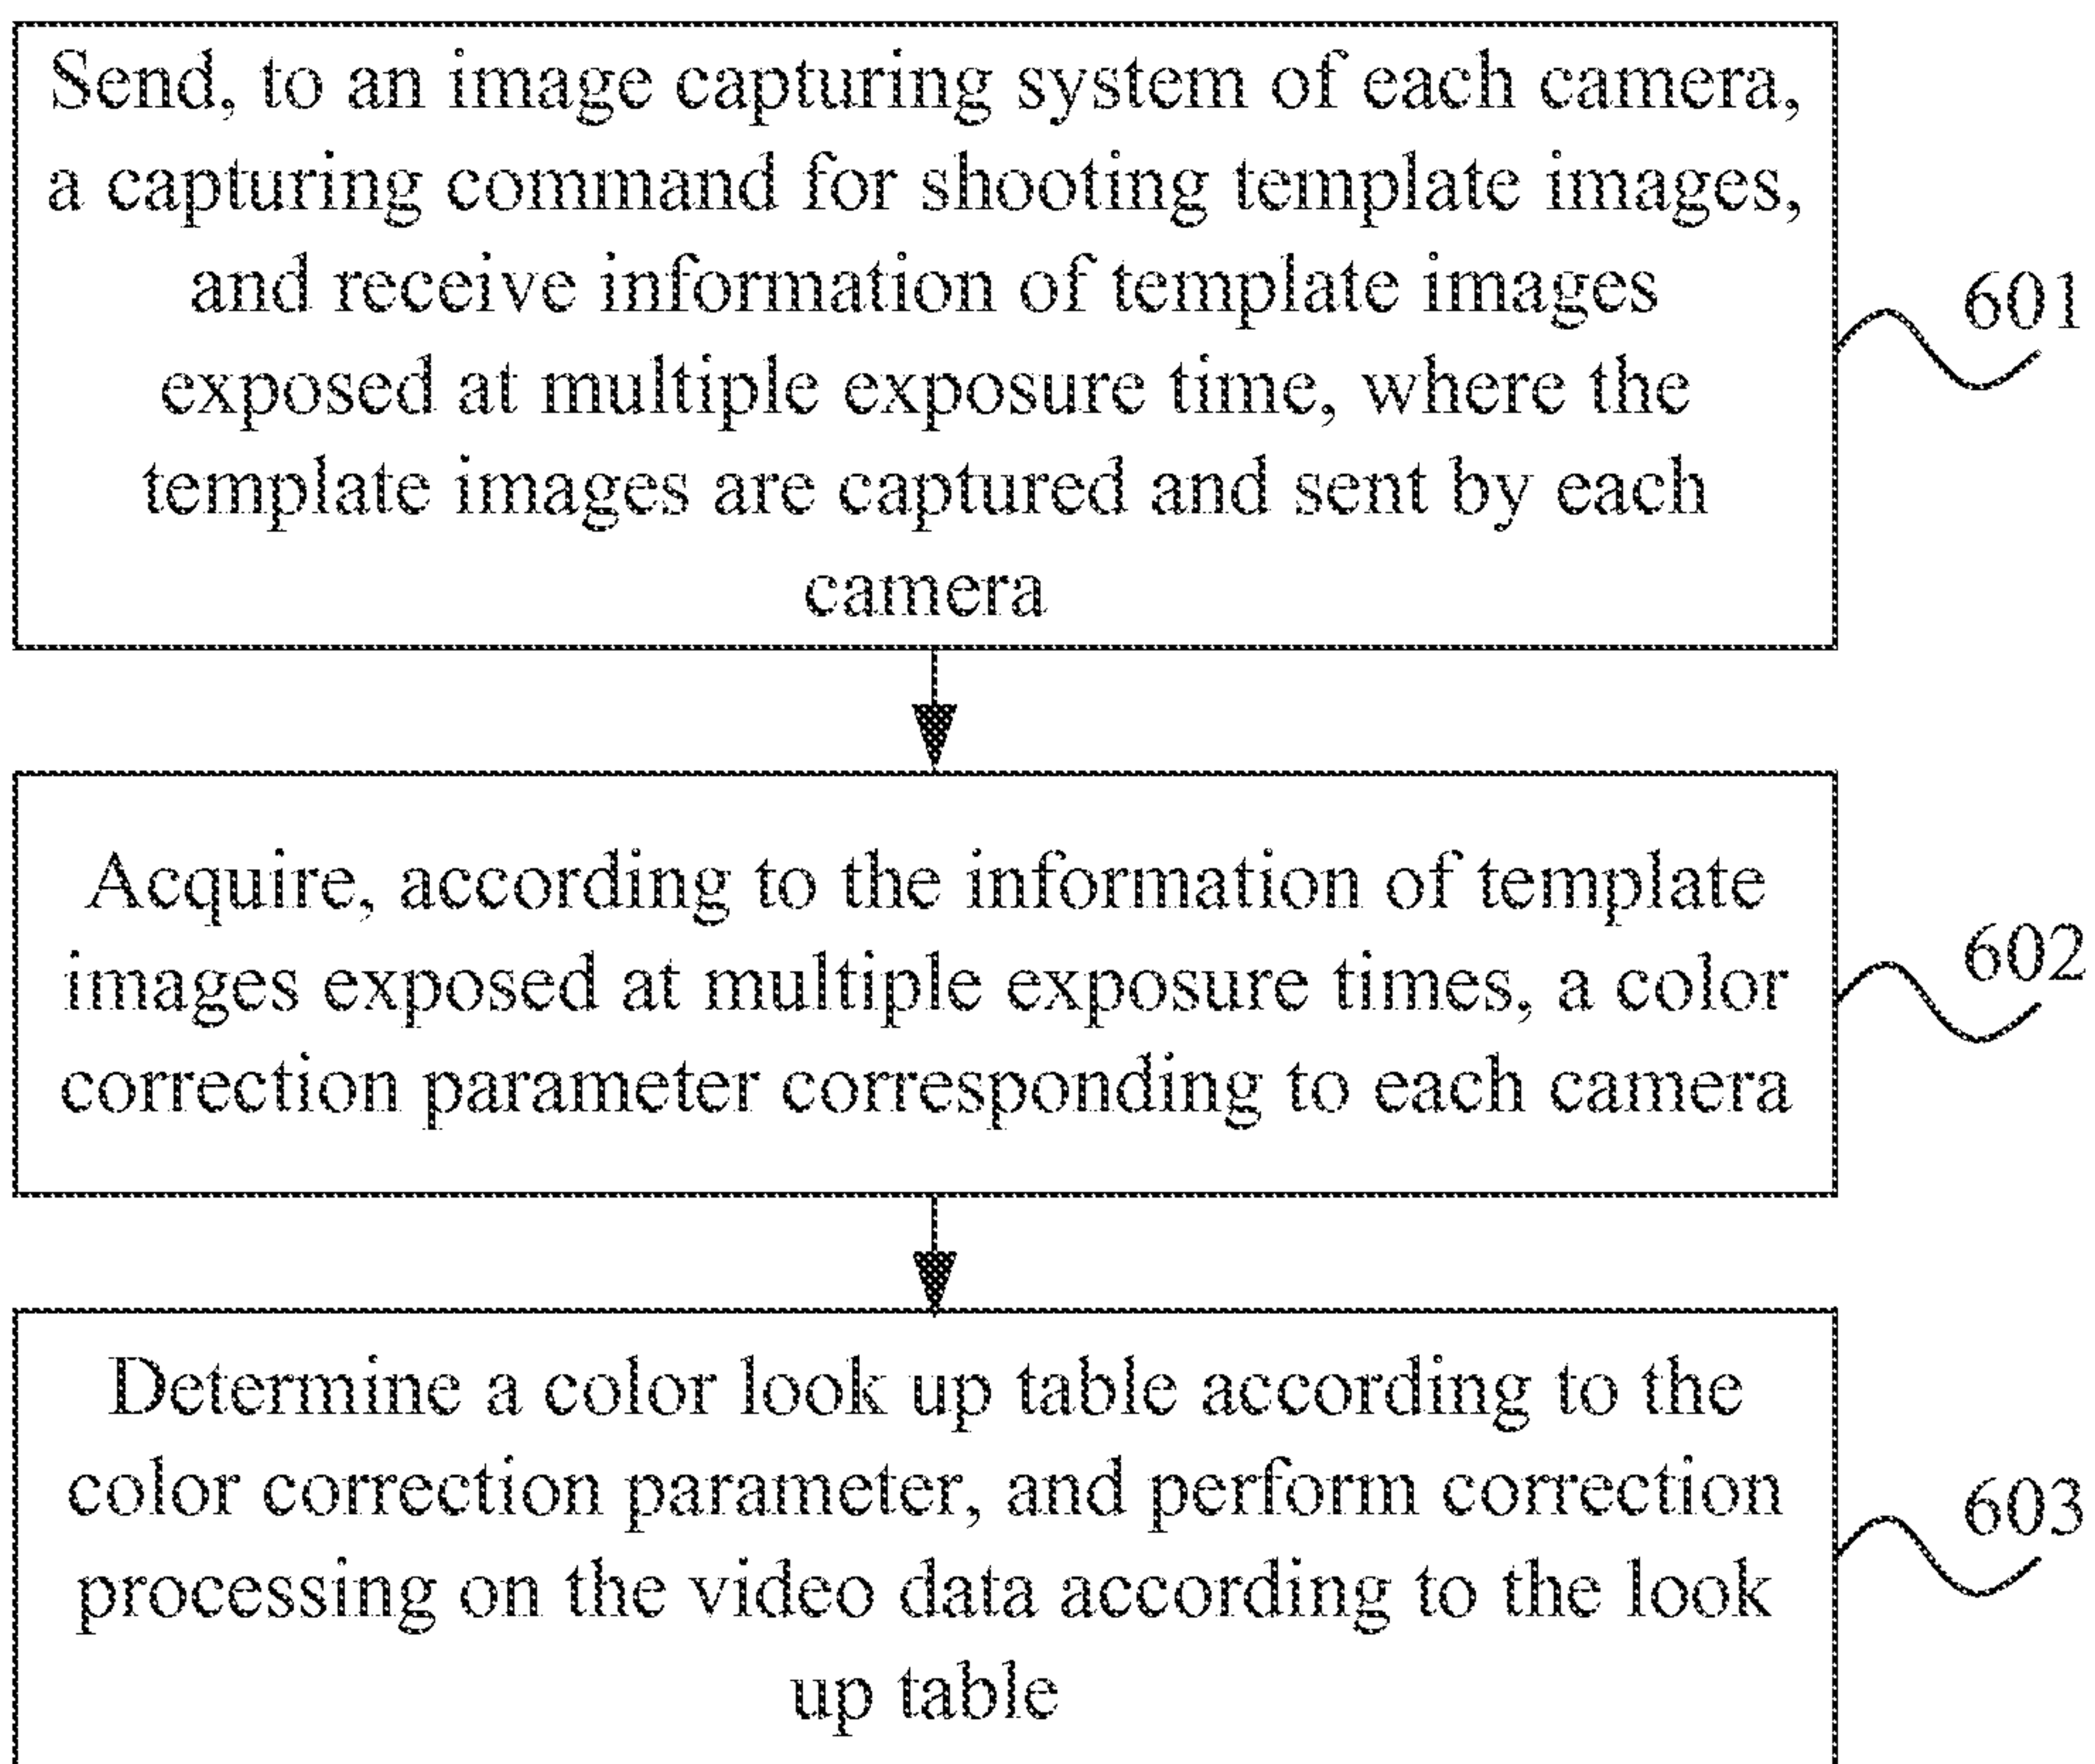 Send, to an image capturing system of each camera,
a capturing command for shooting template images,
and receive information of template images
exposed at multiple exposure time, where the
template images are captured and sent by each
camera
601
Acquire, according to the information of template
images exposed at multiple exposure times, a color
correction parameter corresponding to each camera
602
Determine a color look up table according to the
color correction parameter, and perform correction
processing on the video data according to the look
up table
603